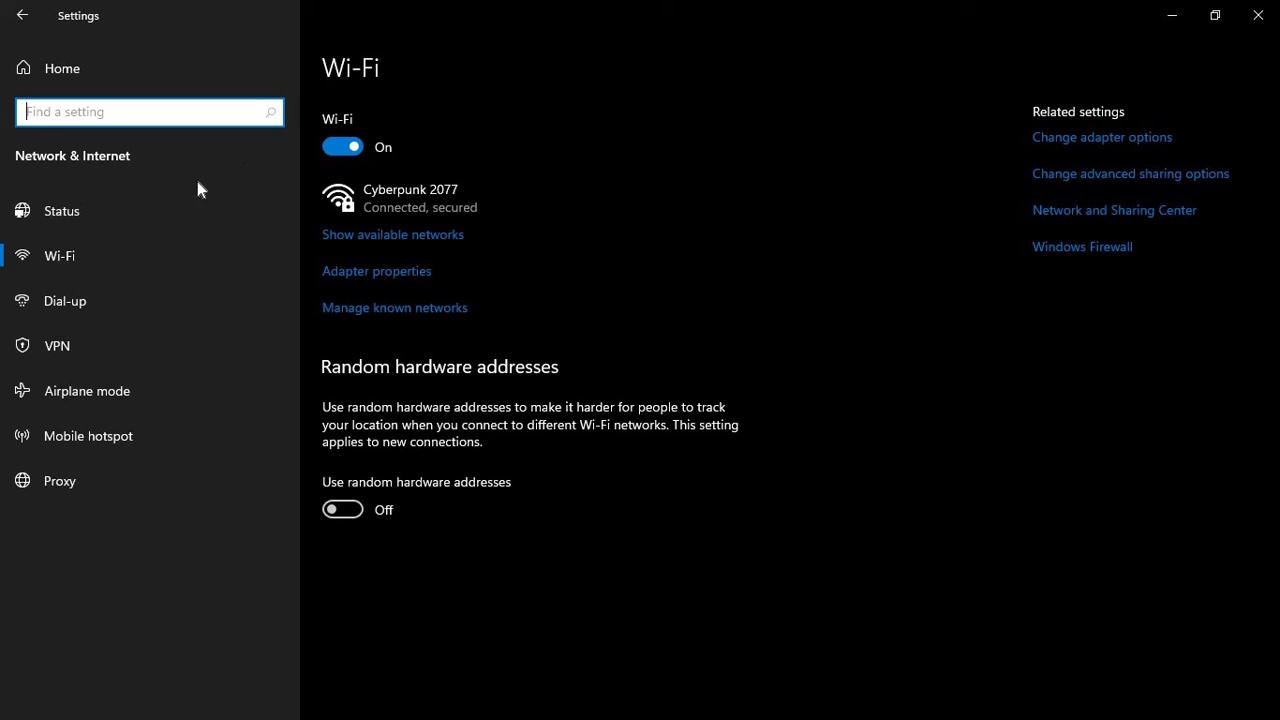 Settings
Home
Find a setting
Network & Internet
Status
Wi-Fi
Dial-up
VPN
Airplane mode
Mobile hotspot
Proxy
Wi-Fi
Wi-Fi
On
Cyberpunk 2077
Connected, secured
Show available networks
Adapter properties
Manage known networks
Random hardware addresses
Use random hardware addresses to make it harder for people to track
your location when you connect to different Wi-Fi networks. This setting
applies to new connections.
Use random hardware addresses
Off
Related settings
Change adapter options
Change advanced sharing options
Network and Sharing Center
Windows Firewall